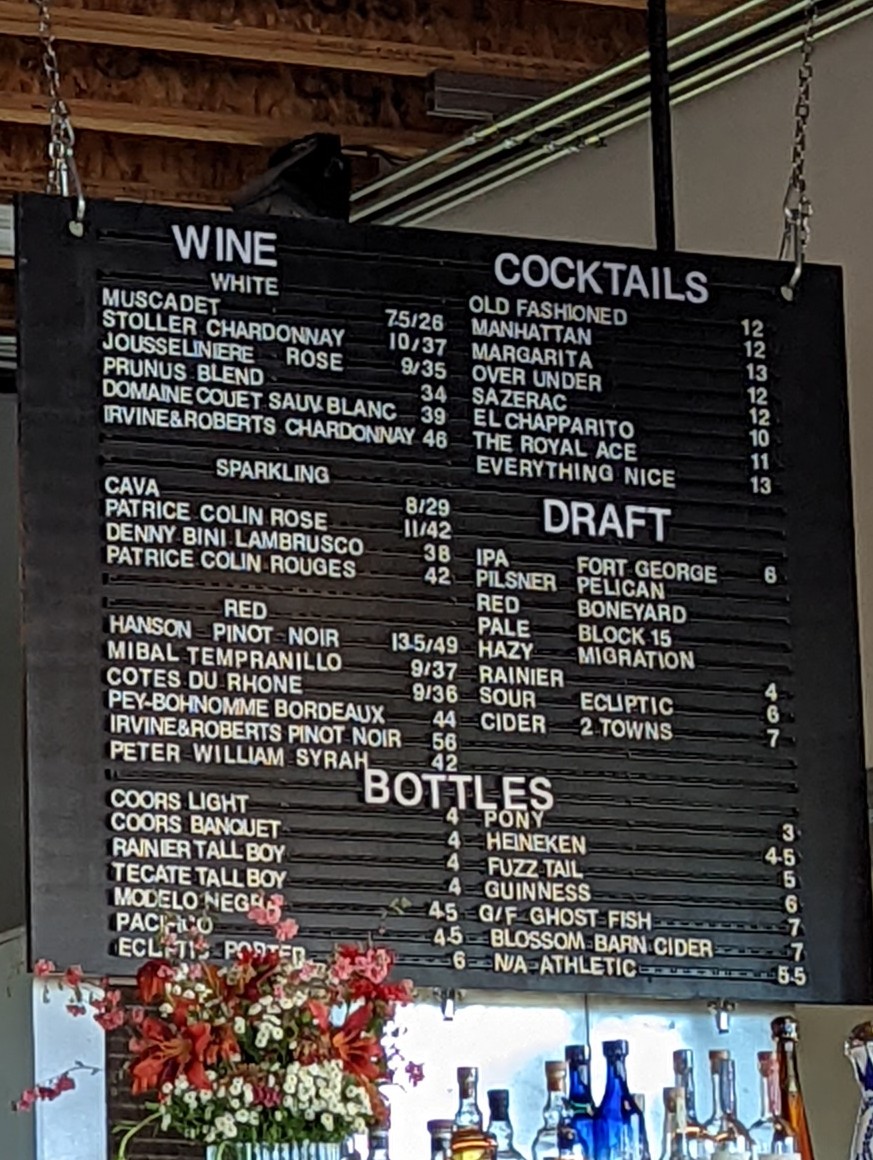 WINE
WHITE
MUSCADET 7.5/26
STOLLER CHARDONNAY 10/37
JOUSSELINIERE ROSE 9/35
PRUNUS BLEND 34
DOMAINE COUET SAUV. BLANC 39
IRVINE&ROBERTS CHARDONNAY 46
SPARKLING
CAVA 8/29
PATRICE COLIN ROSE 11/42
DENNY BINI LAMBRUSCO 38
PATRICE COLIN ROUGES 42
RED
HANSON PINOT NOIR 13.5/49
MIBAL TEMPRANILLO 9/37
COTES DU RHONE 9/36
PEY-BOHNOMME BORDEAUX 44
IRVINE&ROBERTS PINOT NOIR 56
PETER WILLIAM SYRAH 42
COCKTAILS
OLD FASHIONED 12
MANHATTAN 12
MARGARITA 13
OVER UNDER 12
SAZERAC 12
EL CHAPPARITO 10
THE ROYAL ACE 11
EVERYTHING NICE 13
DRAFT
IPA FORT GEORGE 6
PILSNER PELICAN
RED BONEYARD
PALE BLOCK 15
HAZY MIGRATION
RAINIER 4
SOUR ECLIPTIC 6
CIDER 2 TOWNS 7
BOTTLES
COORS LIGHT 4
COORS BANQUET 4
RAINIER TALL BOY 4
TECATE TALL BOY 4
MODELO NEGRA 4.5
PACIFICO 4.5
ECLIPTIC PORTER 6
PONY 3
HEINEKEN 4.5
FUZZ TAIL 5
GUINNESS 6
G/F GHOST FISH 7
BLOSSOM BARN CIDER 7
N/A ATHLETIC 5.5